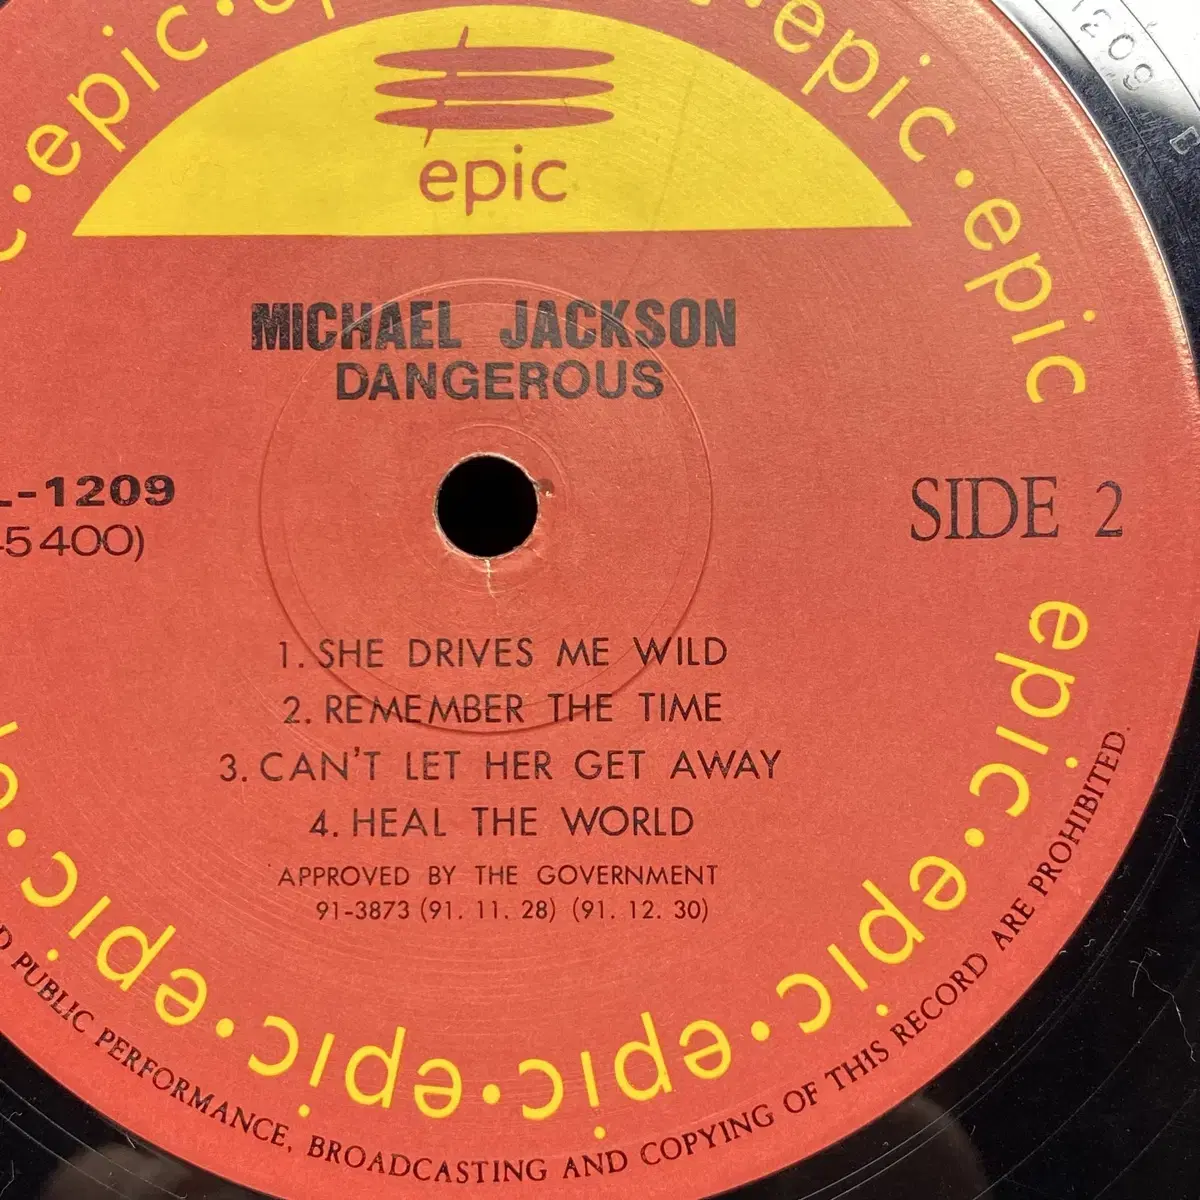 epic
MICHAEL JACKSON
DANGEROUS
L-1209
5400)
SIDE 2
1. SHE DRIVES ME WILD
2. REMEMBER THE TIME
3. CAN'T LET HER GET AWAY
4. HEAL THE WORLD
APPROVED BY THE GOVERNMENT
91-3873 (91. 11. 28) (91. 12. 30)
epic·epic·epic·epic·epic·epic·epic·epic·epic·epic
PUBLIC PERFORMANCE, BROADCASTING AND COPYING OF THIS RECORD ARE PROHIBITED.
1209 B